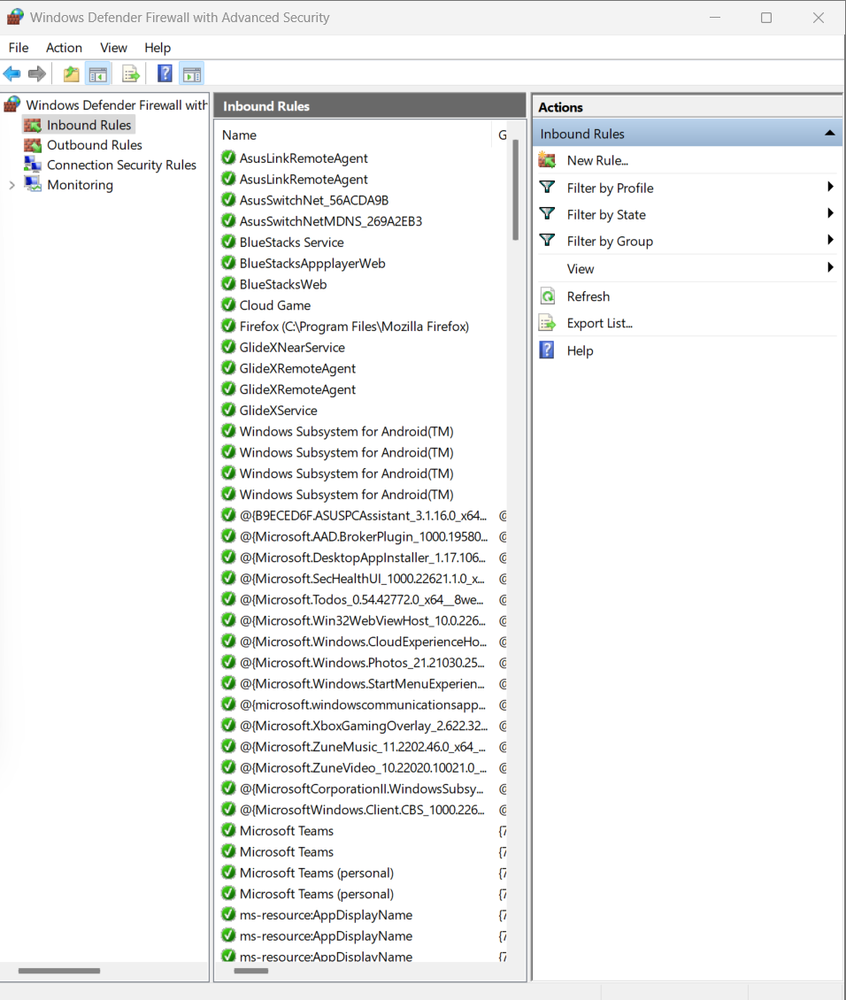 Windows Defender Firewall with Advanced Security
File Action View Help
Windows Defender Firewall with
Inbound Rules
Outbound Rules
Connection Security Rules
Monitoring
Inbound Rules
Name G
AsusLinkRemoteAgent
AsusLinkRemoteAgent
AsusSwitchNet_56ACDA9B
AsusSwitchNetMDNS_269A2EB3
BlueStacks Service
BlueStacksAppplayerWeb
BlueStacksWeb
Cloud Game
Firefox (C:\Program Files\Mozilla Firefox)
GlideXNearService
GlideXRemoteAgent
GlideXRemoteAgent
GlideXService
Windows Subsystem for Android(TM)
Windows Subsystem for Android(TM)
Windows Subsystem for Android(TM)
Windows Subsystem for Android(TM)
@{B9ECED6F.ASUSPCAssistant_3.1.16.0_x64... @
@{Microsoft.AAD.BrokerPlugin_1000.19580... @
@{Microsoft.DesktopAppInstaller_1.17.106... @
@{Microsoft.SecHealthUI_1000.22621.1.0_x... @
@{Microsoft.Todos_0.54.42772.0_x64__8we... @
@{Microsoft.Win32WebViewHost_10.0.226... @
@{Microsoft.Windows.CloudExperienceHo... @
@{Microsoft.Windows.Photos_21.21030.25... @
@{Microsoft.Windows.StartMenuExperien... @
@{microsoft.windowscommunicationsapp... @
@{Microsoft.XboxGamingOverlay_2.622.32... @
@{Microsoft.ZuneMusic_11.2202.46.0_x64_... @
@{Microsoft.ZuneVideo_10.22020.10021.0_... @
@{MicrosoftCorporationII.WindowsSubsy... @
@{MicrosoftWindows.Client.CBS_1000.226... @
Microsoft Teams {7
Microsoft Teams {7
Microsoft Teams (personal) {7
Microsoft Teams (personal) {7
ms-resource:AppDisplayName {7
ms-resource:AppDisplayName {7
ms-resource:AppDisplayName {7
Actions
Inbound Rules
New Rule...
Filter by Profile
Filter by State
Filter by Group
View
Refresh
Export List...
Help